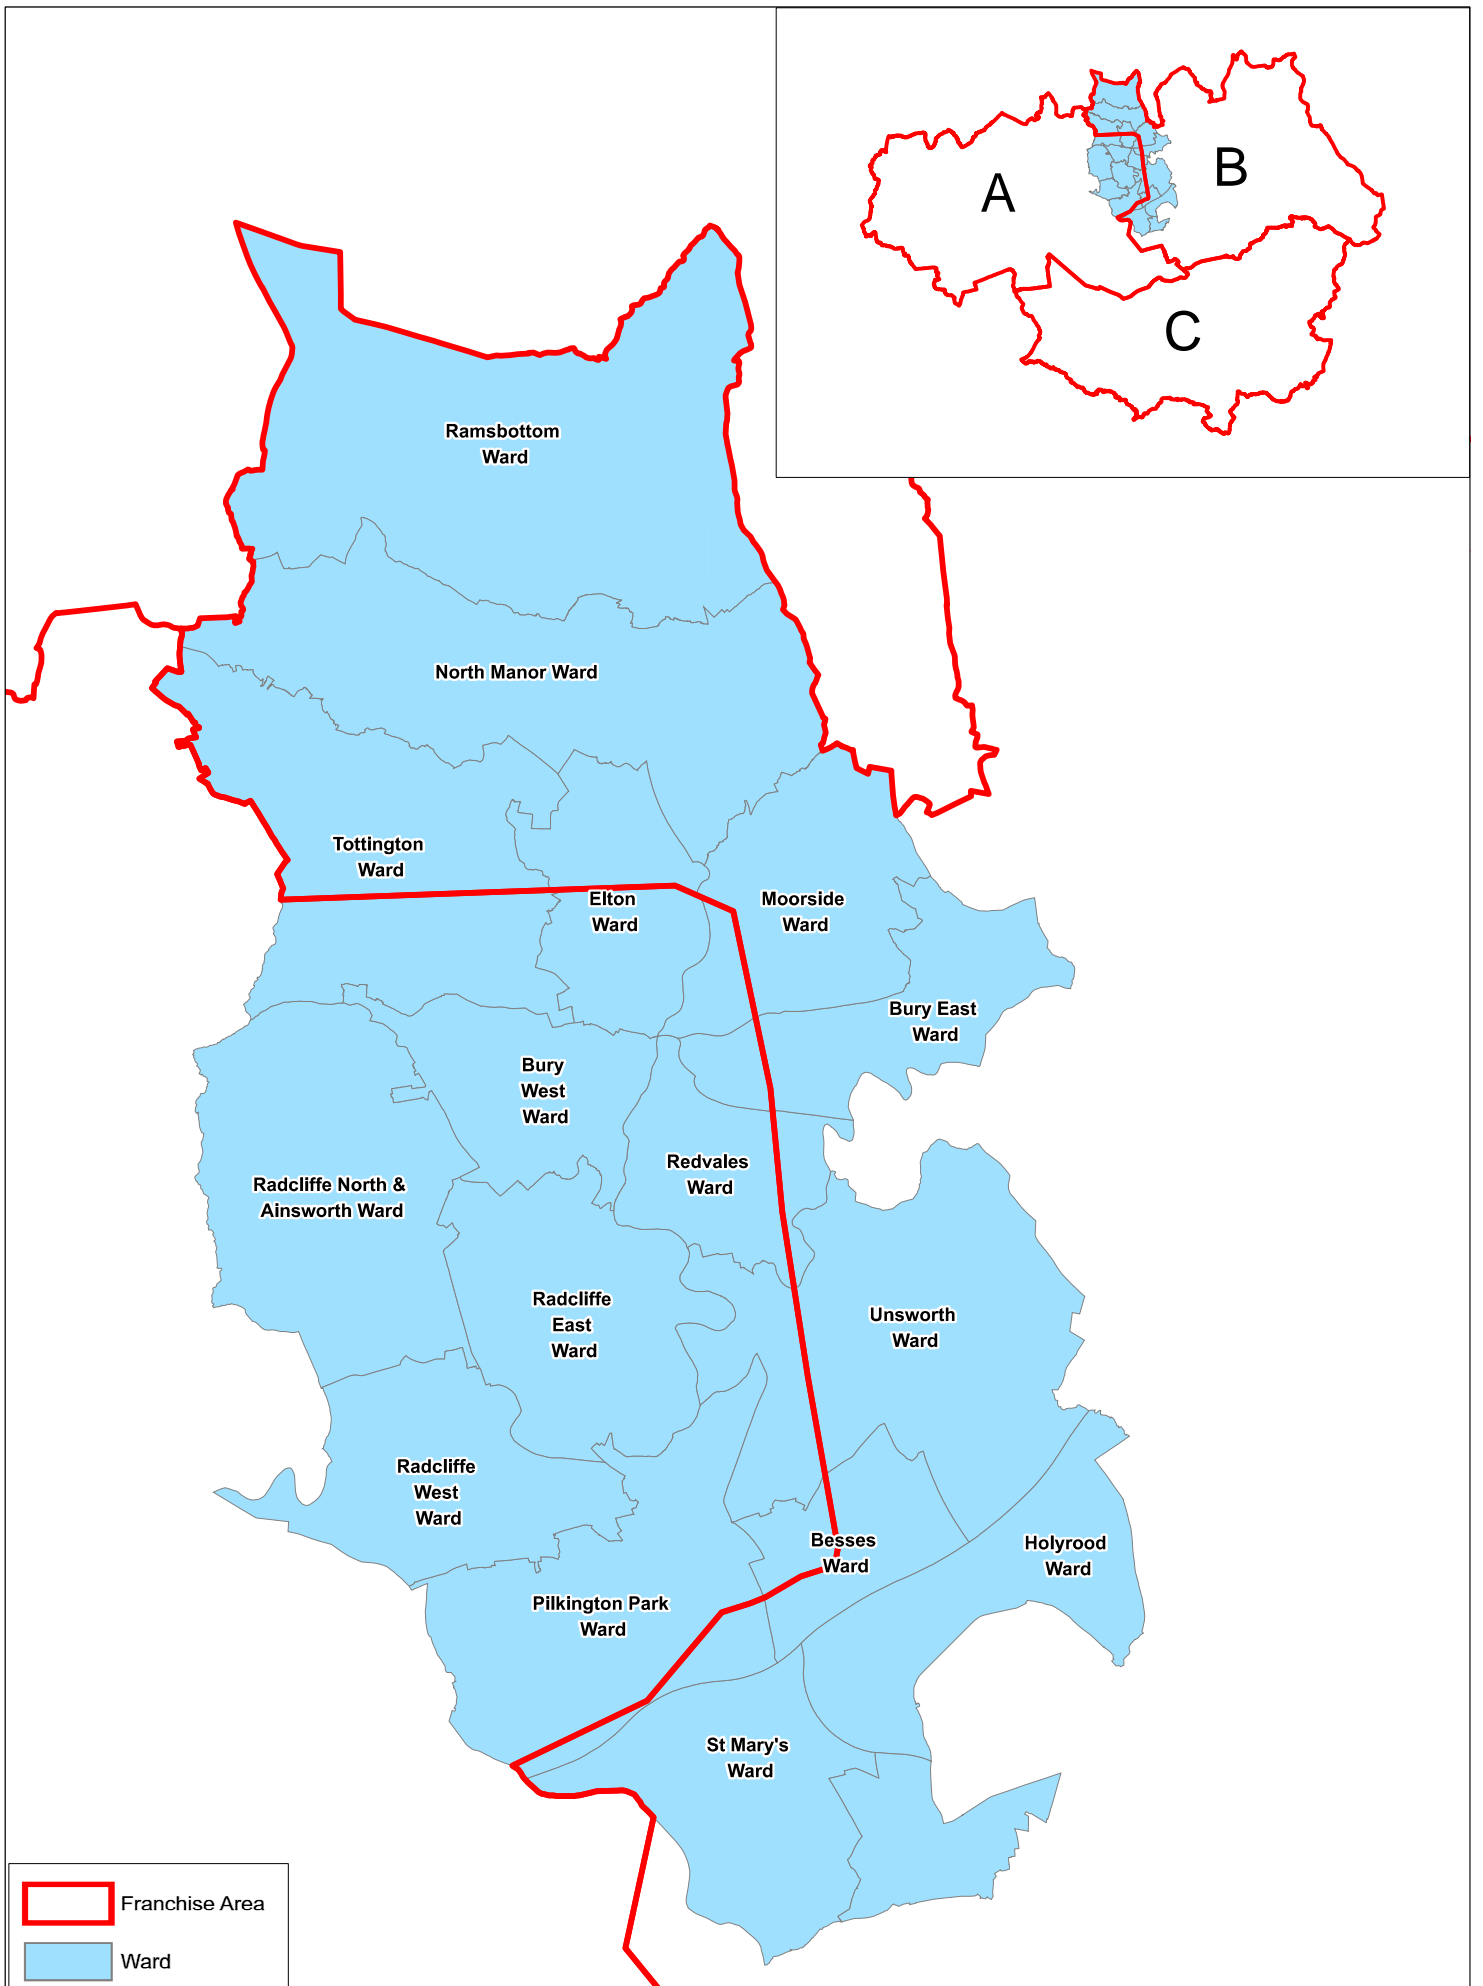 A
B
C
Ramsbottom
Ward
North Manor Ward
Tottington
Ward
Elton
Ward
Moorside
Ward
Bury East
Ward
Bury
West
Ward
Redvales
Ward
Radcliffe North &
Ainsworth Ward
Radcliffe
East
Ward
Unsworth
Ward
Radcliffe
West
Ward
Besses
Ward
Holyrood
Ward
Pilkington Park
Ward
St Mary's
Ward
Franchise Area
Ward